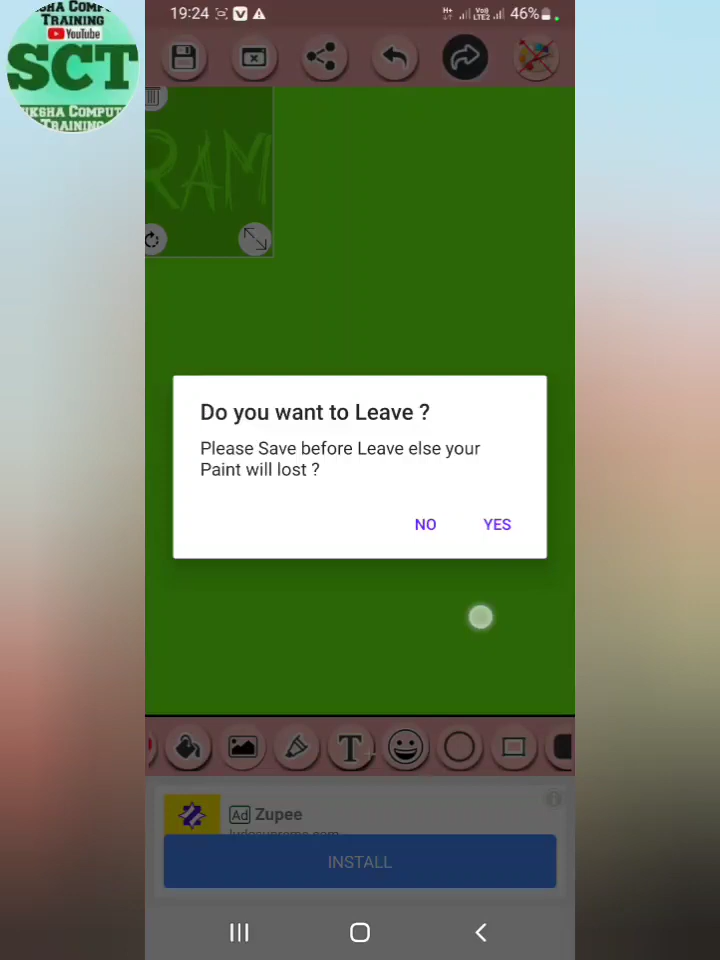 SCT
YouTube
19:24
46%
RAM
Do you want to Leave ?
Please Save before Leave else your
Paint will lost ?
NO YES
T
Ad Zupee
INSTALL